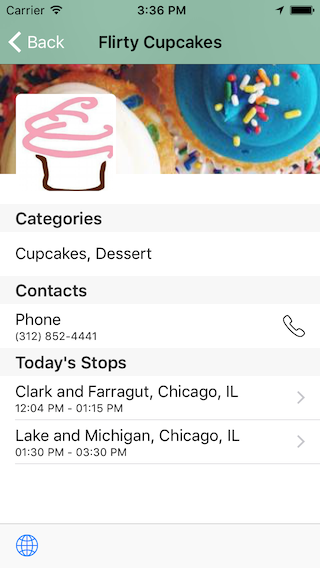 Carrier 3:36 PM
Back Flirty Cupcakes
Categories
Cupcakes, Dessert
Contacts
Phone
(312) 852-4441
Today's Stops
Clark and Farragut, Chicago, IL
12:04 PM - 01:15 PM
Lake and Michigan, Chicago, IL
01:30 PM - 03:30 PM